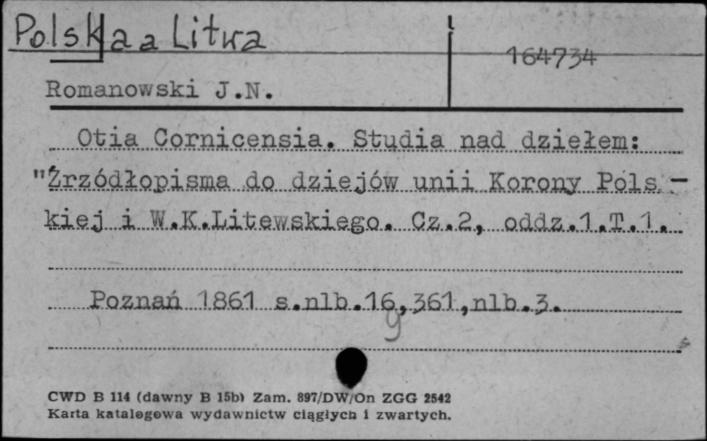 Polska a Litwa
164734
Romanowski J.N.
Otia Cornicensia. Studia nad dziełem:
"Źrzódłopisma do dziejów unii Korony Pols -
kiej i W.K.Litewskiego. Cz.2, oddz.1.T.1.
Poznań 1861 s.nlb.16,361,nlb.3.
9
CWD B 114 (dawny B 15b) Zam. 897/DW/On ZGG 2542
Karta katalogowa wydawnictw ciągłych i zwartych.